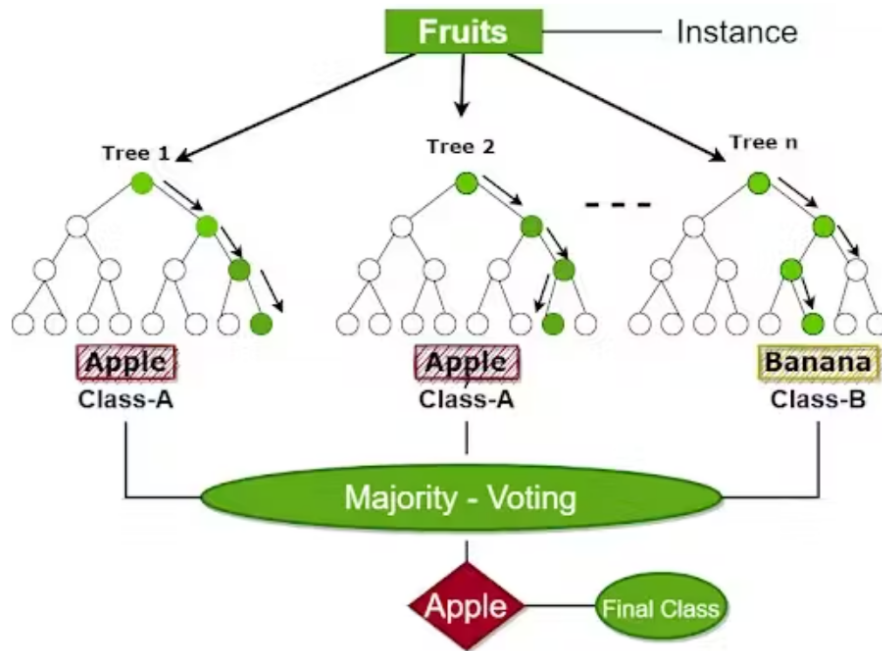 Fruits
Instance
Tree 1
Tree 2
Tree n
Apple
Apple
Banana
Class-A
Class-A
Class-B
Majority - Voting
Apple
Final Class